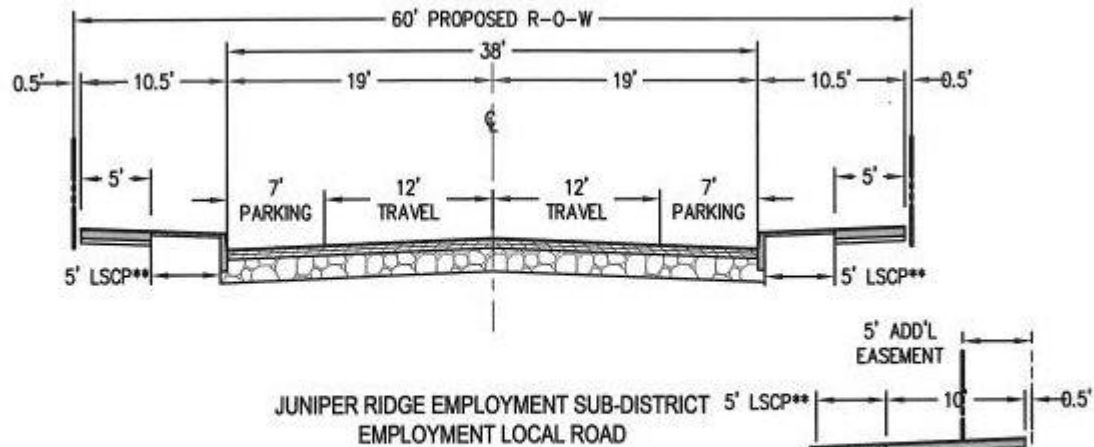 60' PROPOSED R-O-W
38'
0.5' 10.5' 19' 19' 10.5' 0.5'
℄
5' 5'
7' 12' 12' 7'
PARKING TRAVEL TRAVEL PARKING
5' LSCP** 5' LSCP**
5' ADD'L
EASEMENT
JUNIPER RIDGE EMPLOYMENT SUB-DISTRICT 5' LSCP** 10' 0.5'
EMPLOYMENT LOCAL ROAD